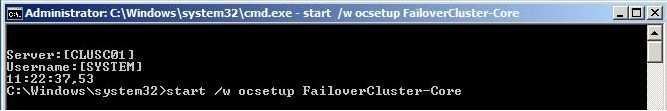 Administrator: C:\Windows\system32\cmd.exe - start  /w ocsetup FailoverCluster-Core
Server:[CLUSC01]
Username:[SYSTEM]
11:22:37,53
C:\Windows\system32>start /w ocsetup FailoverCluster-Core